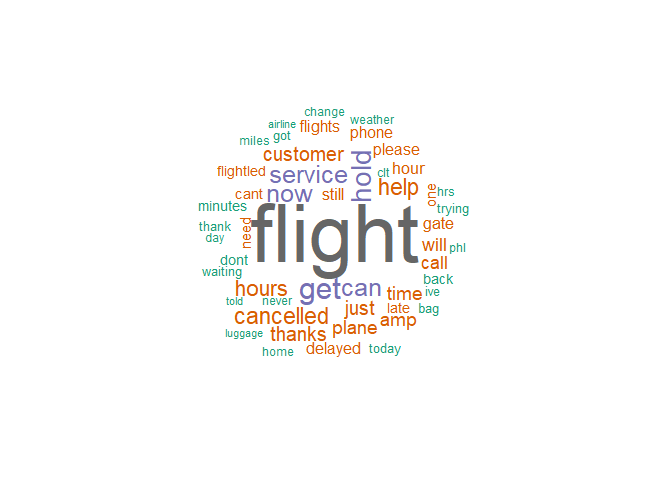 change
airline flights weather
miles got phone
customer please
flightled service hold clt hour
cant now still help one hrs
minutes trying
thank need flight gate
day will phl
dont call
waiting back
hours get can time ive
told never just late bag
cancelled amp
luggage thanks plane
home delayed today